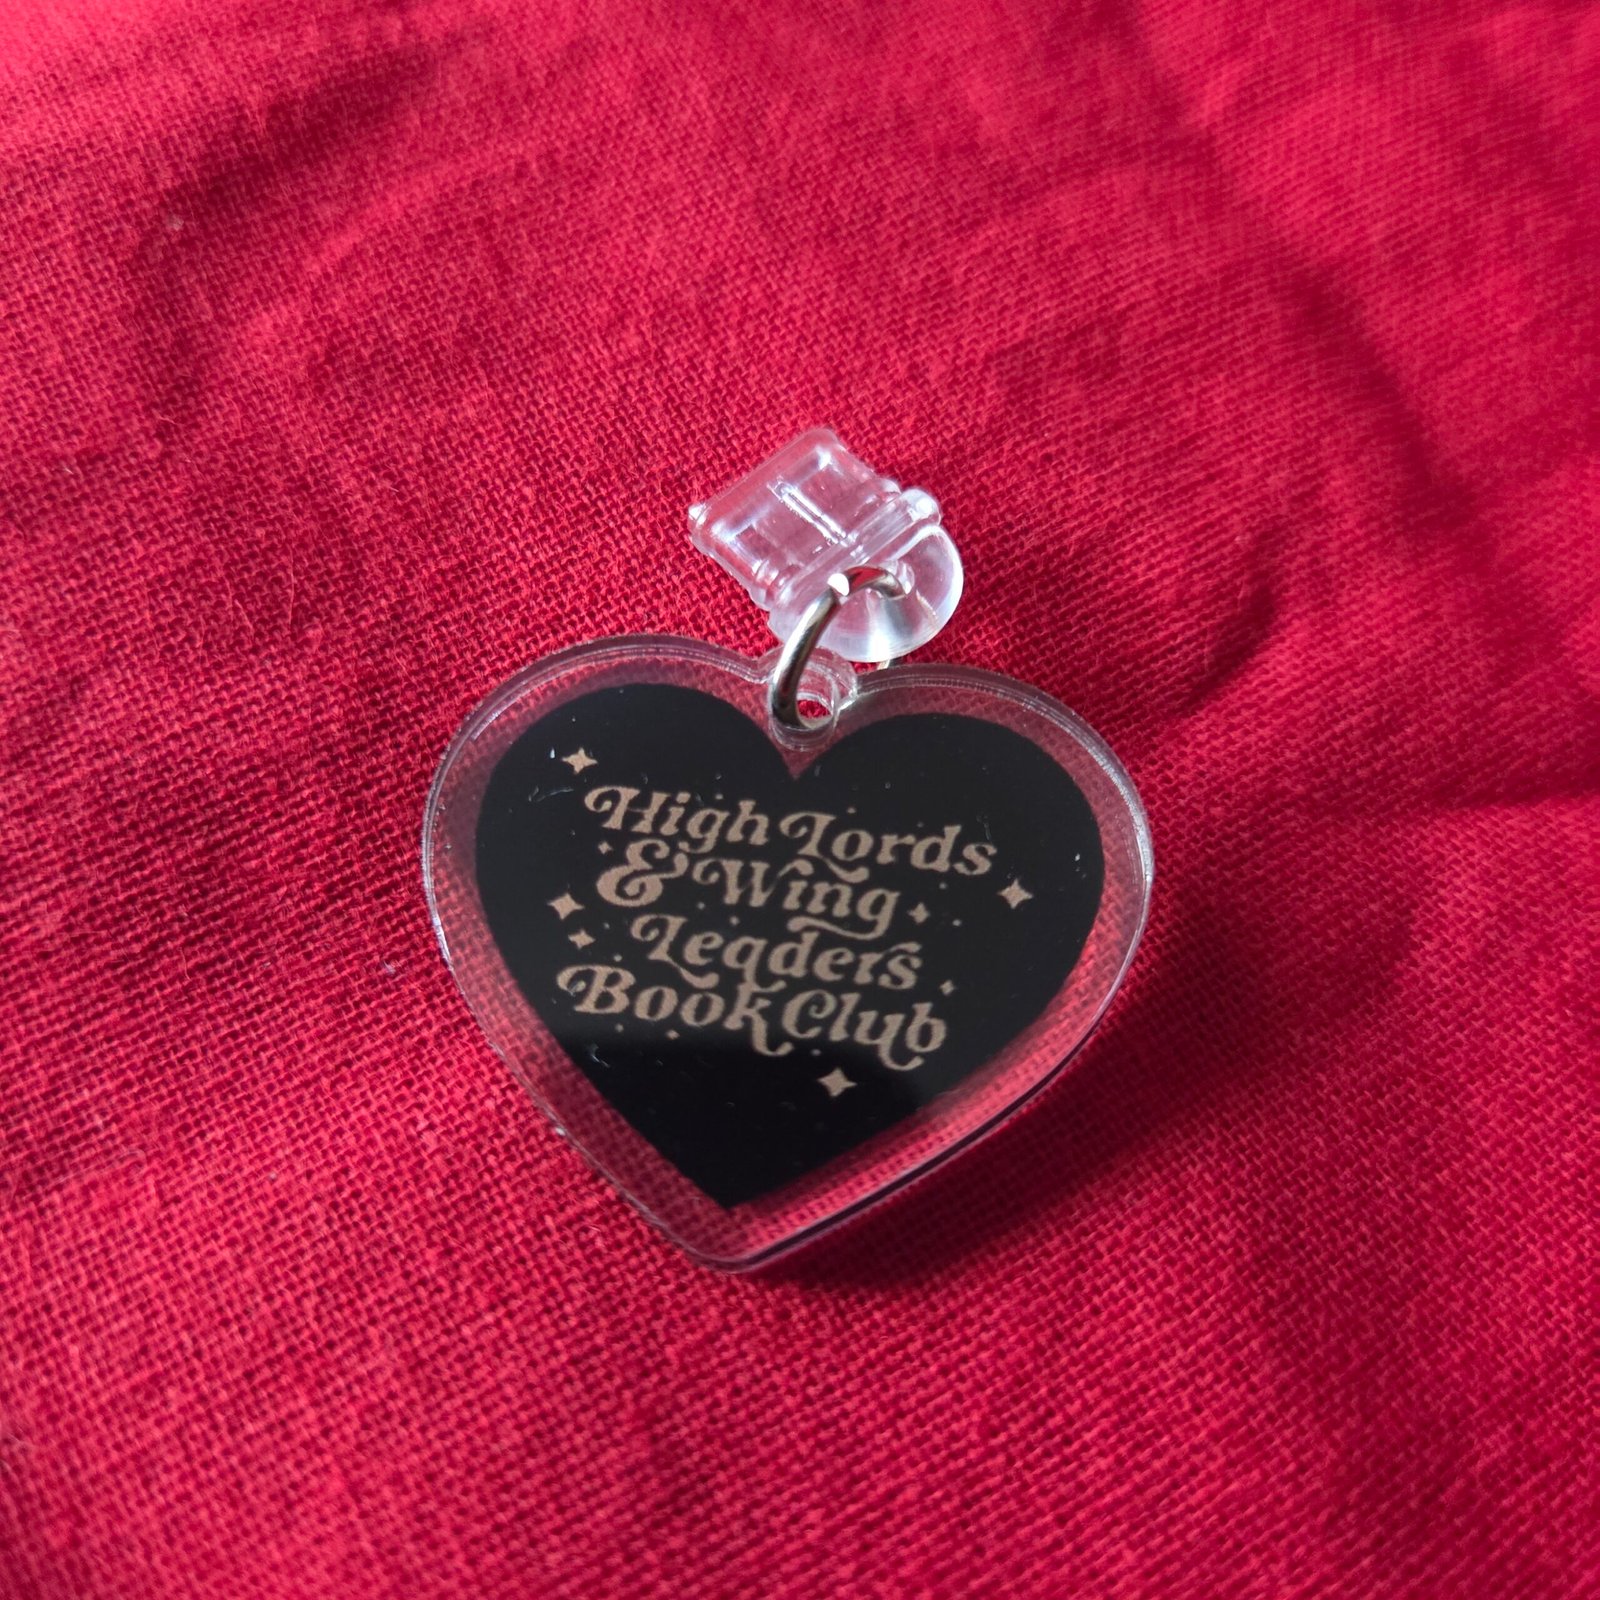 High Lords
& Wing
Leaders
Book Club